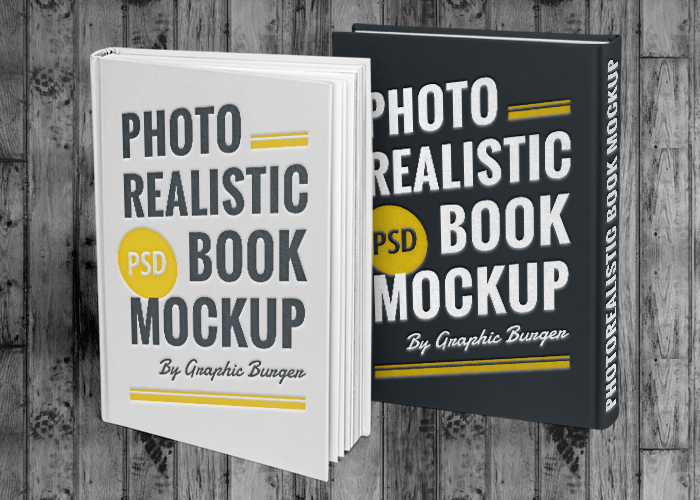 PHOTO
REALISTIC
PSD BOOK
MOCKUP
By Graphic Burger
PHOTO
REALISTIC
PSD BOOK
MOCKUP
By Graphic Burger
PHOTOREALISTIC BOOK MOCKUP